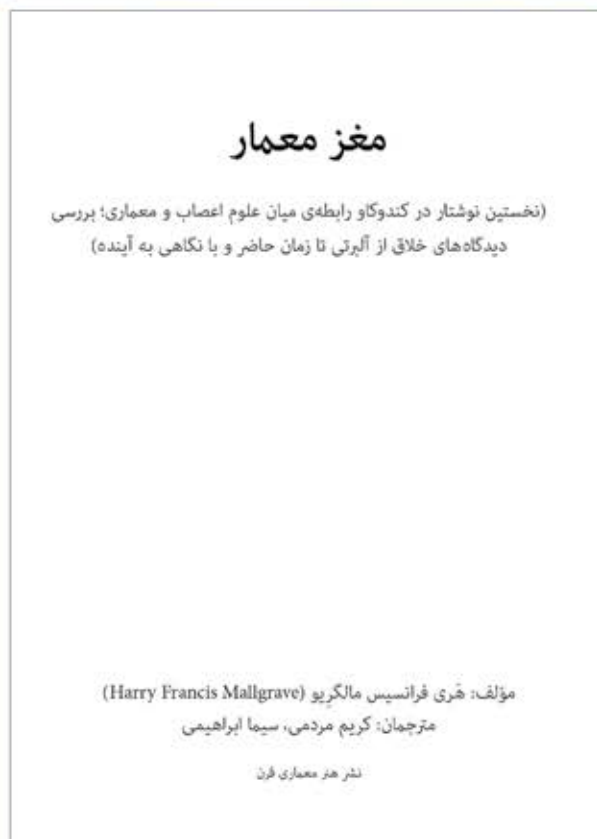 مغز معمار
(نخستین نوشتار در کندوکاو رابطه‌ی میان علوم اعصاب و معماری؛ بررسی
دیدگاه‌های خلاق از آلبرتی تا زمان حاضر و با نگاهی به آینده)
مؤلف: هَری فرانسیس مالگریو (Harry Francis Mallgrave)
مترجمان: کریم مردمی، سیما ابراهیمی
نشر هنر معماری قرن